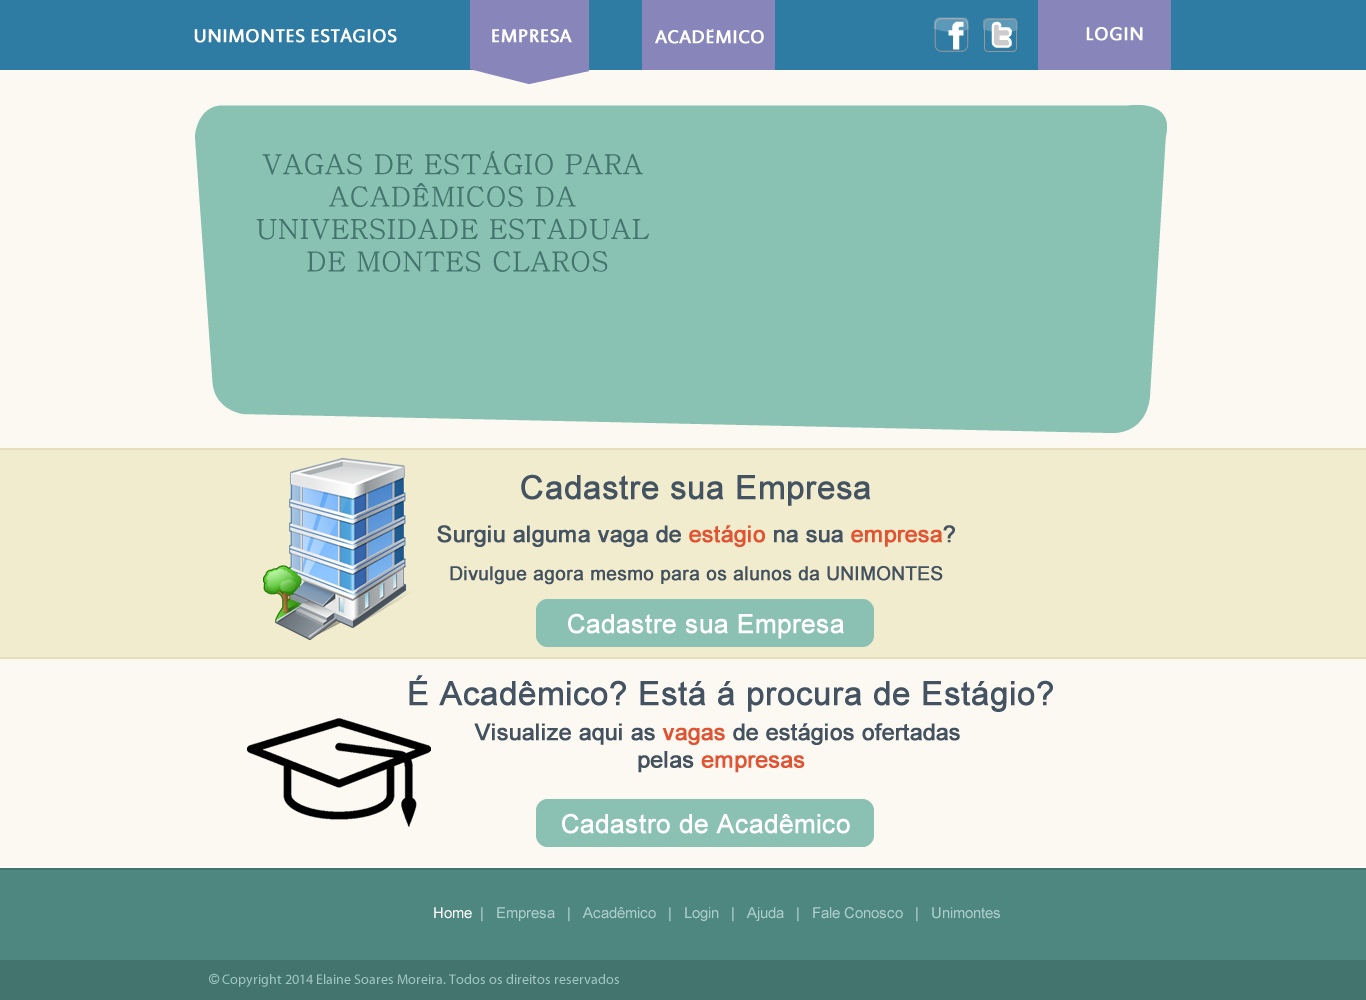 UNIMONTES ESTÁGIOS
EMPRESA
ACADÊMICO
LOGIN
VAGAS DE ESTÁGIO PARA
ACADÊMICOS DA
UNIVERSIDADE ESTADUAL
DE MONTES CLAROS
Cadastre sua Empresa
Surgiu alguma vaga de estágio na sua empresa?
Divulgue agora mesmo para os alunos da UNIMONTES
Cadastre sua Empresa
É Acadêmico? Está á procura de Estágio?
Visualize aqui as vagas de estágios ofertadas
pelas empresas
Cadastro de Acadêmico
Home | Empresa | Acadêmico | Login | Ajuda | Fale Conosco | Unimontes
© Copyright 2014 Elaine Soares Moreira. Todos os direitos reservados